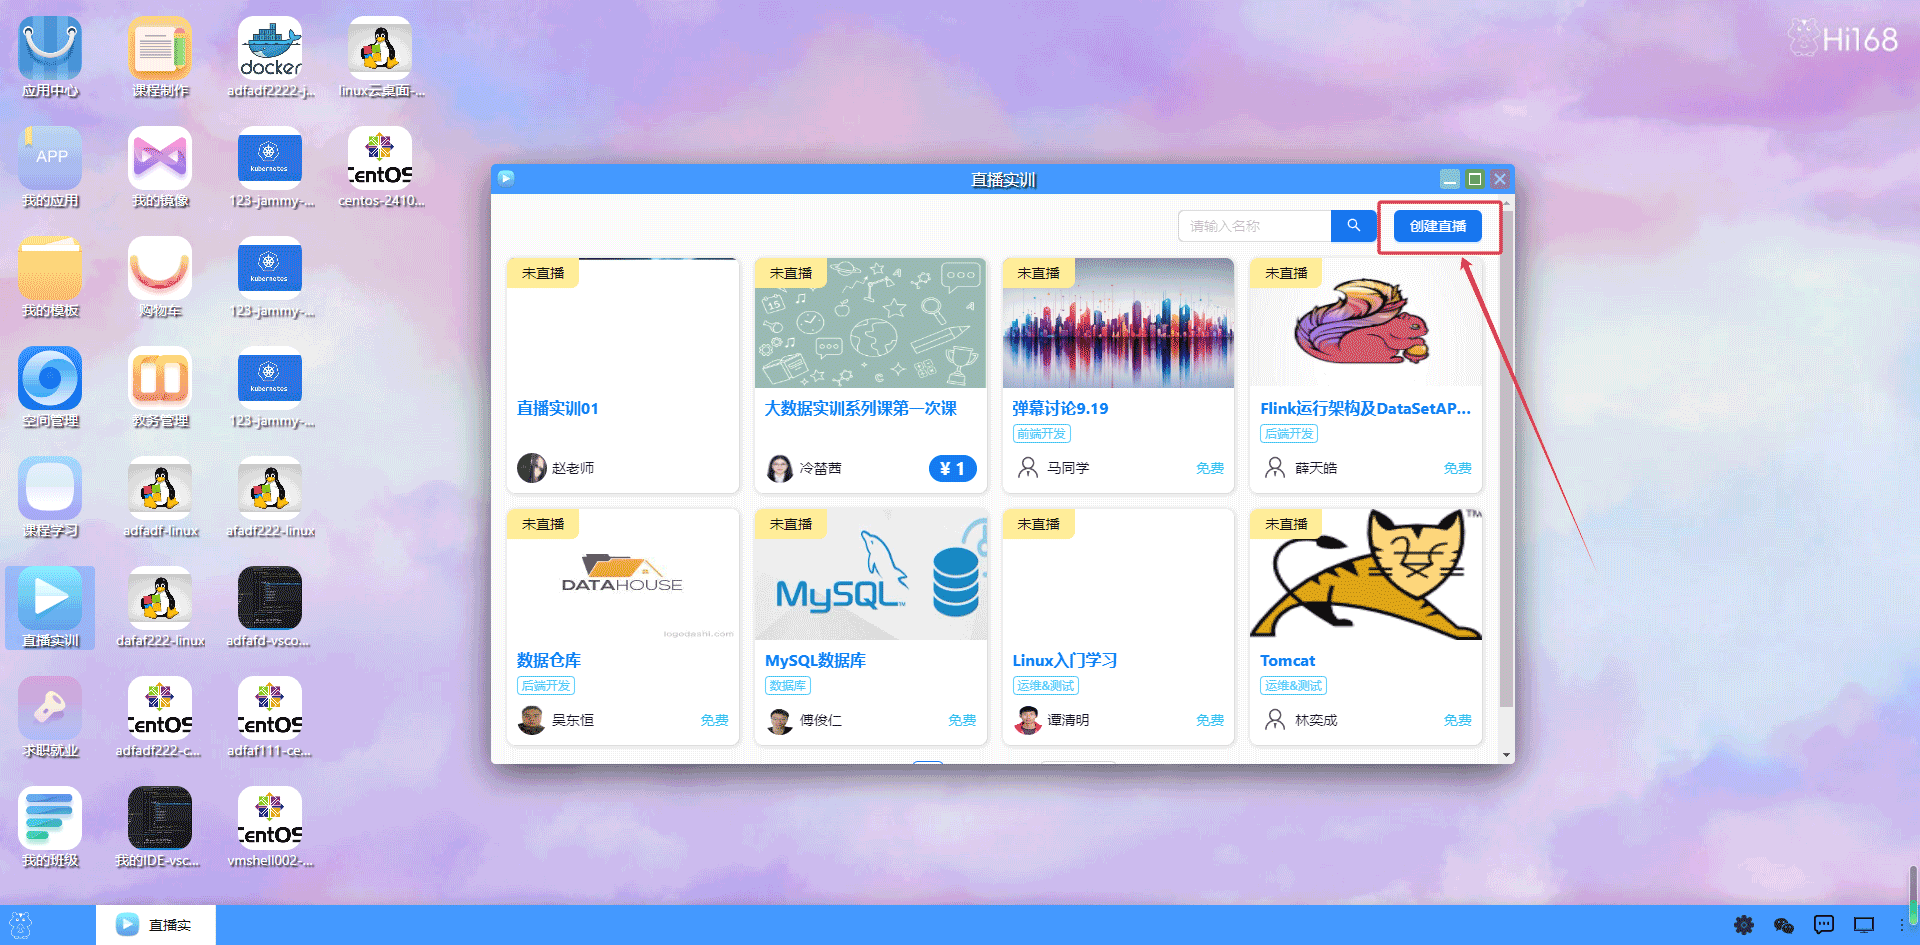 应用中心
课程制作
docker
adfadf2222-j...
linux云桌面-...
APP
我的应用
我的镜像
kubernetes
123-jammy-...
CentOS
centos-2410...
我的模板
购物车
kubernetes
123-jammy-...
空间管理
教务管理
kubernetes
123-jammy-...
课程学习
adfadf-linux
afadf222-linux
直播实训
dafaf222-linux
adfafd-vsco...
求职就业
CentOS
adfadf222-c...
CentOS
adfaf111-ce...
我的班级
我的IDE-vsc...
CentOS
vmshell002-...
Hi168
直播实训
请输入名称
创建直播
未直播
直播实训01
赵老师
未直播
大数据实训系列课第一次课
冷菩茜
¥ 1
未直播
弹幕讨论9.19
前端开发
马同学
免费
未直播
Flink运行架构及DataSetAP...
后端开发
薛天皓
免费
未直播
DATAHOUSE
logodashi.com
数据仓库
后端开发
吴东恒
免费
未直播
MySQL
TM
MySQL数据库
数据库
傅俊仁
免费
未直播
Linux入门学习
运维&测试
谭清明
免费
未直播
TM
Tomcat
运维&测试
林奕成
免费
直播实